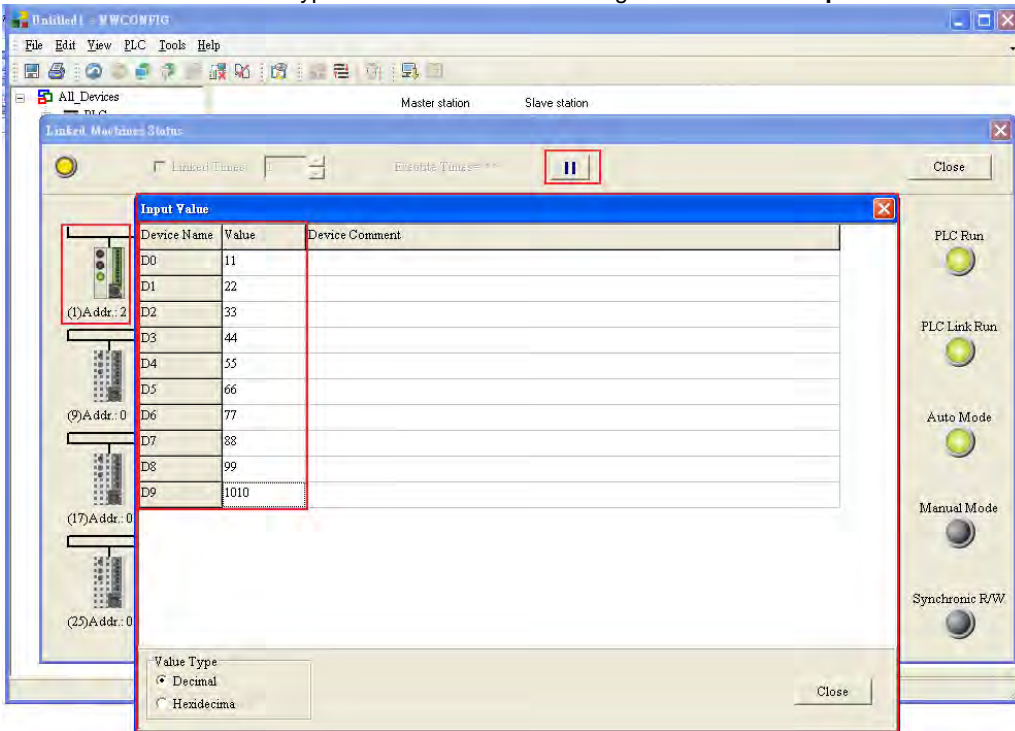 Untitled1 - NWCONFIG
File Edit View PLC Tools Help
All_Devices
PLC
Master station Slave station
Linked Machines Status
Linked Times 1 Execute Times= ** Close
Input Value
Device Name Value Device Comment
D0 11
D1 22
D2 33
D3 44
D4 55
D5 66
D6 77
D7 88
D8 99
D9 1010
(1)Addr.: 2
(9)Addr.: 0
(17)Addr.: 0
(25)Addr.: 0
PLC Run
PLC Link Run
Auto Mode
Manual Mode
Synchronic R/W
Value Type
Decimal
Hexidecima
Close